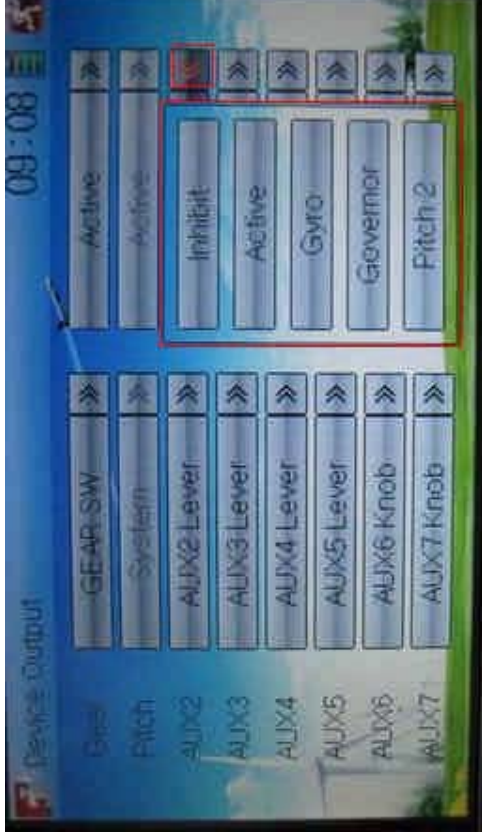 Device Output 09:08
Gear GEAR SW Active
Pitch System Active
AUX2 AUX2 Lever Inhibit
AUX3 AUX3 Lever Active
AUX4 AUX4 Lever Gyro
AUX5 AUX5 Lever Governor
AUX6 AUX6 Knob Pitch 2
AUX7 AUX7 Knob